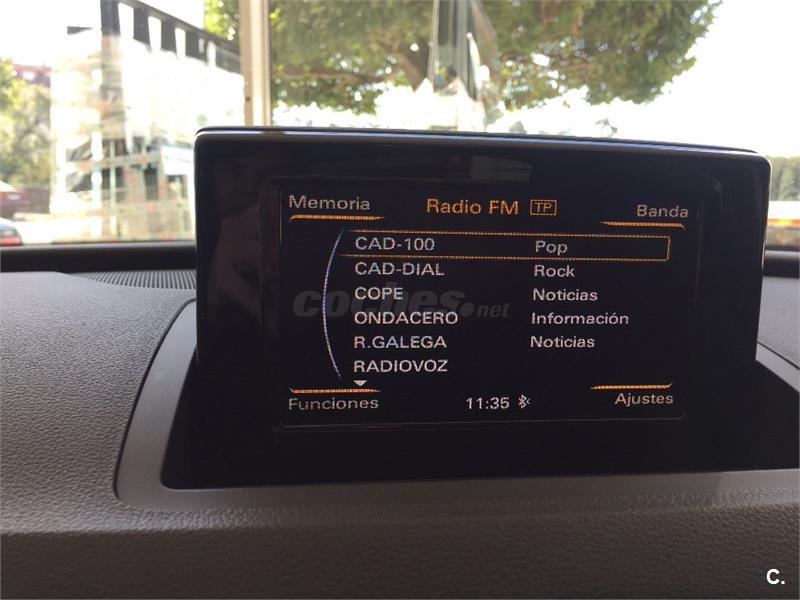 Memoria Radio FM TP Banda
CAD-100 Pop
CAD-DIAL Rock
COPE Noticias
ONDACERO Información
R.GALEGA Noticias
RADIOVOZ
Funciones 11:35 Ajustes
coches.net
C.